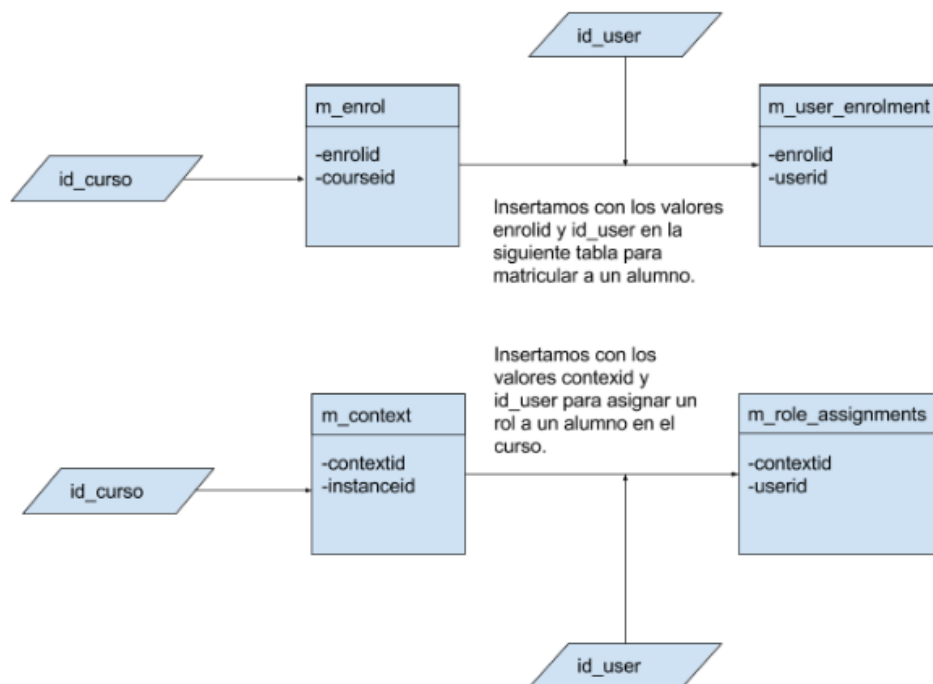 id_user
m_enrol
-enrolid
-courseid
m_user_enrolment
-enrolid
-userid
id_curso
Insertamos con los valores
enrolid y id_user en la
siguiente tabla para
matricular a un alumno.
Insertamos con los
valores contexid y
id_user para asignar un
rol a un alumno en el
curso.
m_context
-contextid
-instanceid
m_role_assignments
-contextid
-userid
id_curso
id_user